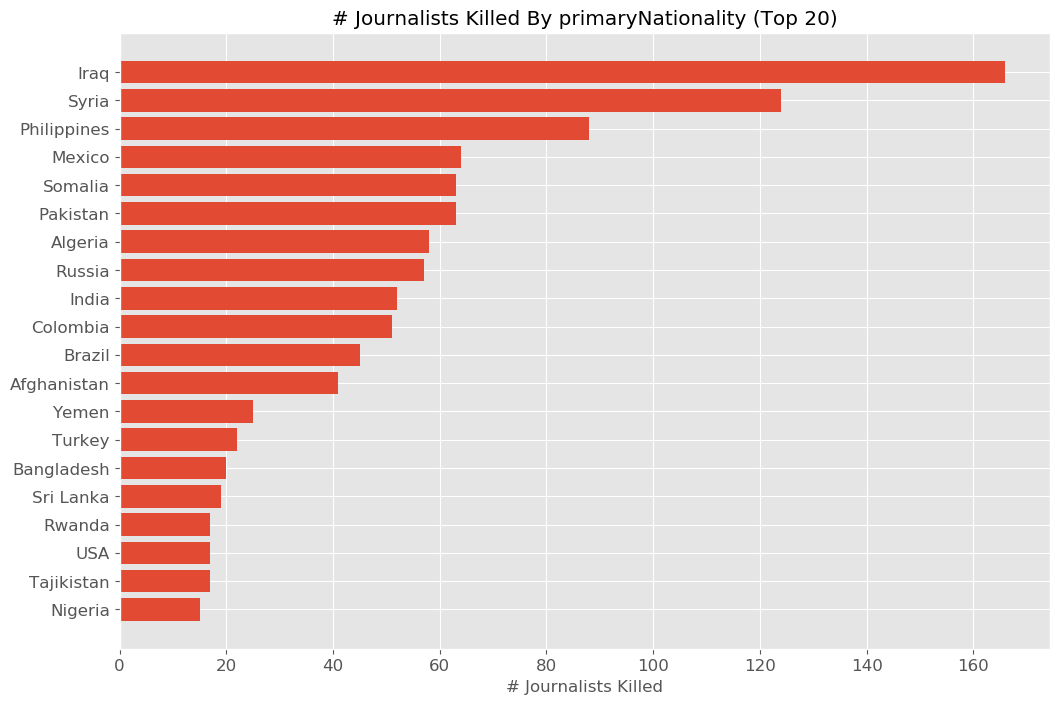 # Journalists Killed By primaryNationality (Top 20)
Iraq
Syria
Philippines
Mexico
Somalia
Pakistan
Algeria
Russia
India
Colombia
Brazil
Afghanistan
Yemen
Turkey
Bangladesh
Sri Lanka
Rwanda
USA
Tajikistan
Nigeria
0 20 40 60 80 100 120 140 160
# Journalists Killed